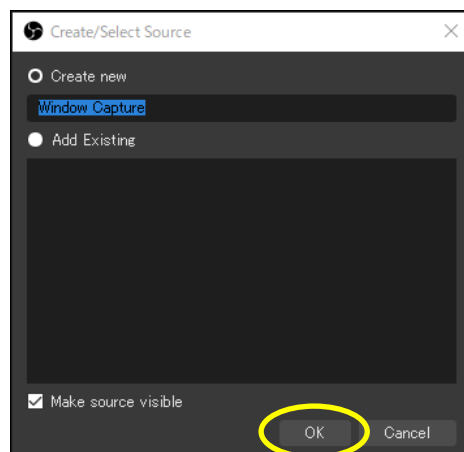 Create/Select Source
Create new
Window Capture
Add Existing
Make source visible
OK Cancel